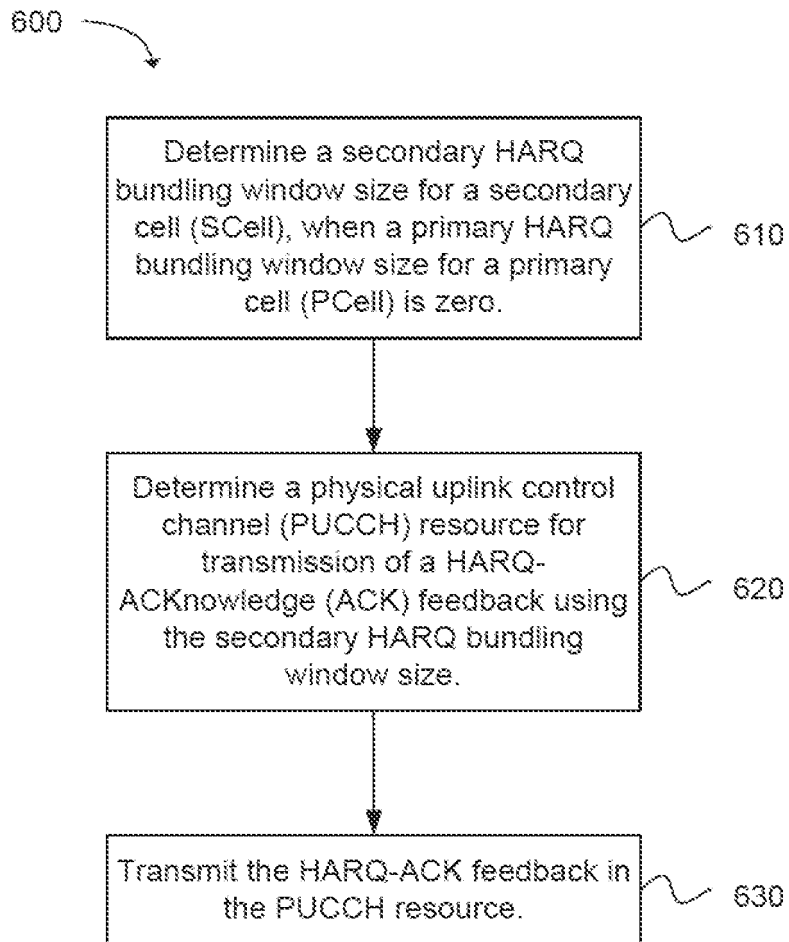 600
Determine a secondary HARQ
bundling window size for a secondary
cell (SCell), when a primary HARQ
bundling window size for a primary
cell (PCell) is zero.
610
Determine a physical uplink control
channel (PUCCH) resource for
transmission of a HARQ-
ACKnowledge (ACK) feedback using
the secondary HARQ bundling
window size.
620
Transmit the HARQ-ACK feedback in
the PUCCH resource.
630